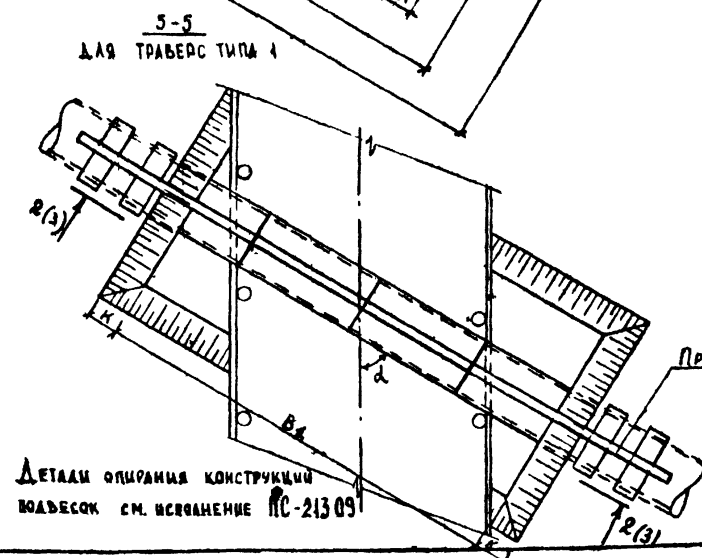 5-5
ДЛЯ ТРАВЕРС ТИПА 1
2(3)
К
α
Пр
Вд
ДЕТАЛИ ОПИРАНИЯ КОНСТРУКЦИЙ
ПОДВЕСОК СМ. ИСПОЛНЕНИЕ ПС-213 09
К
2(3)